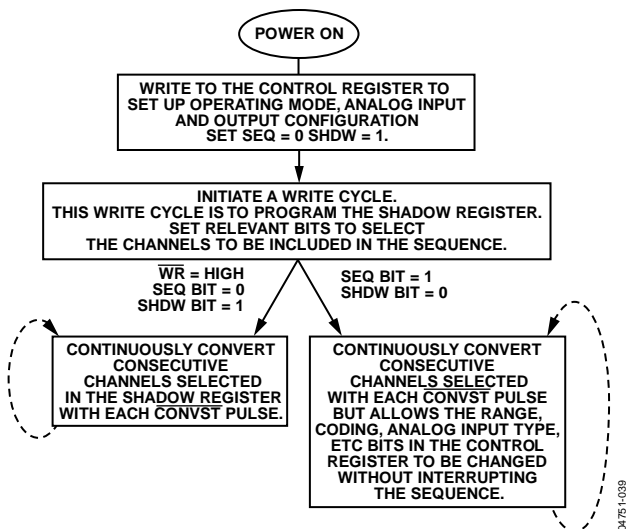 POWER ON
WRITE TO THE CONTROL REGISTER TO
SET UP OPERATING MODE, ANALOG INPUT
AND OUTPUT CONFIGURATION
SET SEQ = 0 SHDW = 1.
INITIATE A WRITE CYCLE.
THIS WRITE CYCLE IS TO PROGRAM THE SHADOW REGISTER.
SET RELEVANT BITS TO SELECT
THE CHANNELS TO BE INCLUDED IN THE SEQUENCE.
WR = HIGH
SEQ BIT = 0
SHDW BIT = 1
SEQ BIT = 1
SHDW BIT = 0
CONTINUOUSLY CONVERT
CONSECUTIVE
CHANNELS SELECTED
IN THE SHADOW REGISTER
WITH EACH CONVST PULSE.
CONTINUOUSLY CONVERT
CONSECUTIVE
CHANNELS SELECTED
WITH EACH CONVST PULSE
BUT ALLOWS THE RANGE,
CODING, ANALOG INPUT TYPE,
ETC BITS IN THE CONTROL
REGISTER TO BE CHANGED
WITHOUT INTERRUPTING
THE SEQUENCE.
04751-039